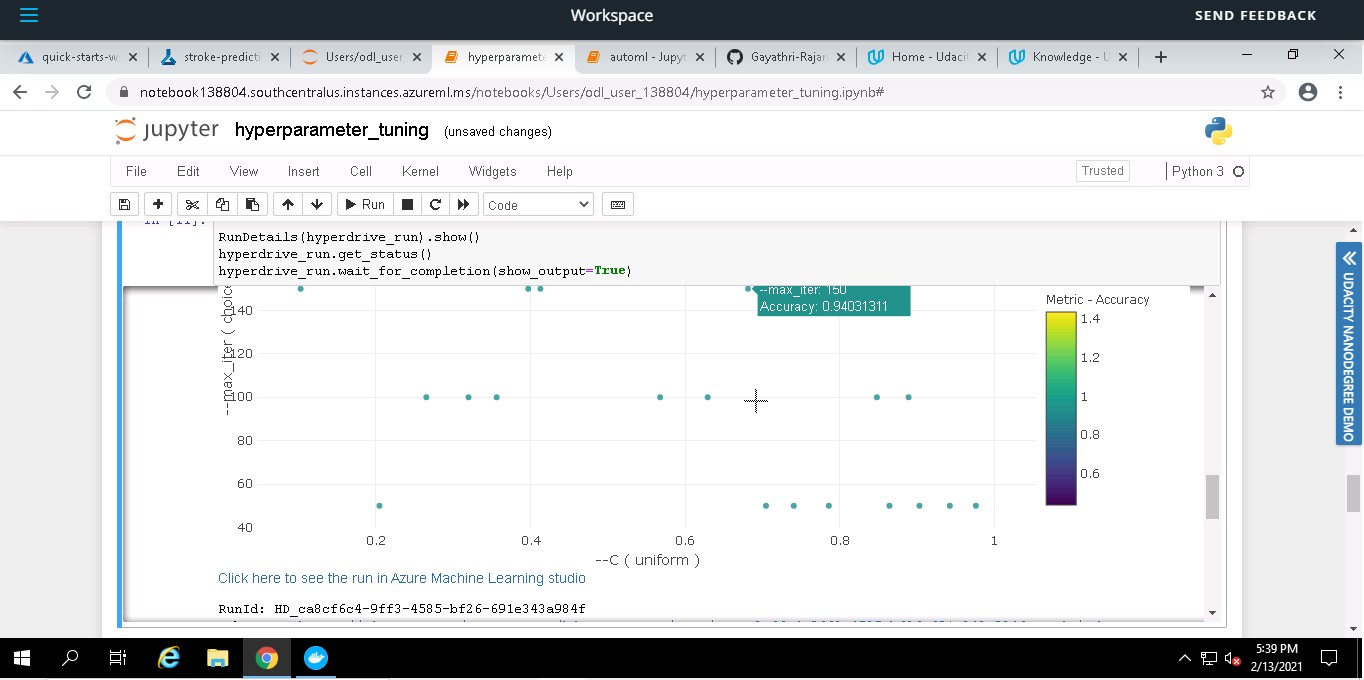 Workspace
SEND FEEDBACK
quick-starts-w
stroke-predicti
Users/odl_user
hyperparamete
automl - Jupyt
Gayathri-Rajan
Home - Udacit
Knowledge - U
notebook138804.southcentralus.instances.azureml.ms/notebooks/Users/odl_user_138804/hyperparameter_tuning.ipynb#
jupyter hyperparameter_tuning (unsaved changes)
File Edit View Insert Cell Kernel Widgets Help
Trusted
Python 3
Run
Code
In [11]:
RunDetails(hyperdrive_run).show()
hyperdrive_run.get_status()
hyperdrive_run.wait_for_completion(show_output=True)
--max_iter: 150
Accuracy: 0.94031311
Metric - Accuracy
1.4
1.2
1
0.8
0.6
--max_iter ( choice
140
120
100
80
60
40
0.2 0.4 0.6 0.8 1
--C ( uniform )
Click here to see the run in Azure Machine Learning studio
RunId: HD_ca8cf6c4-9ff3-4585-bf26-691e343a984f
UDACITY NANODEGREE DEMO
5:39 PM
2/13/2021